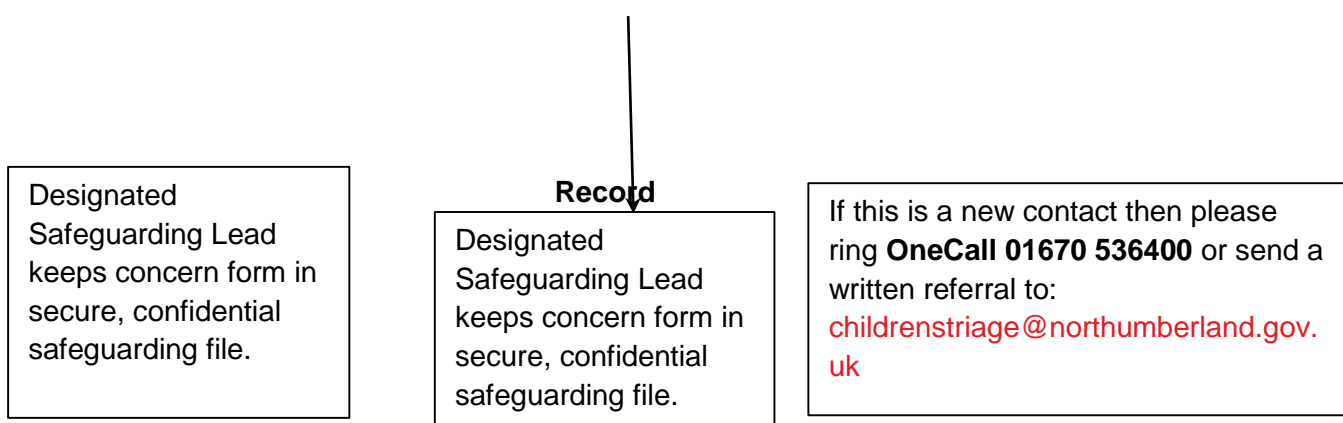 Designated
Safeguarding Lead
keeps concern form in
secure, confidential
safeguarding file.
Record
Designated
Safeguarding Lead
keeps concern form in
secure, confidential
safeguarding file.
If this is a new contact then please
ring OneCall 01670 536400 or send a
written referral to:
childrenstriage@northumberland.gov.
uk